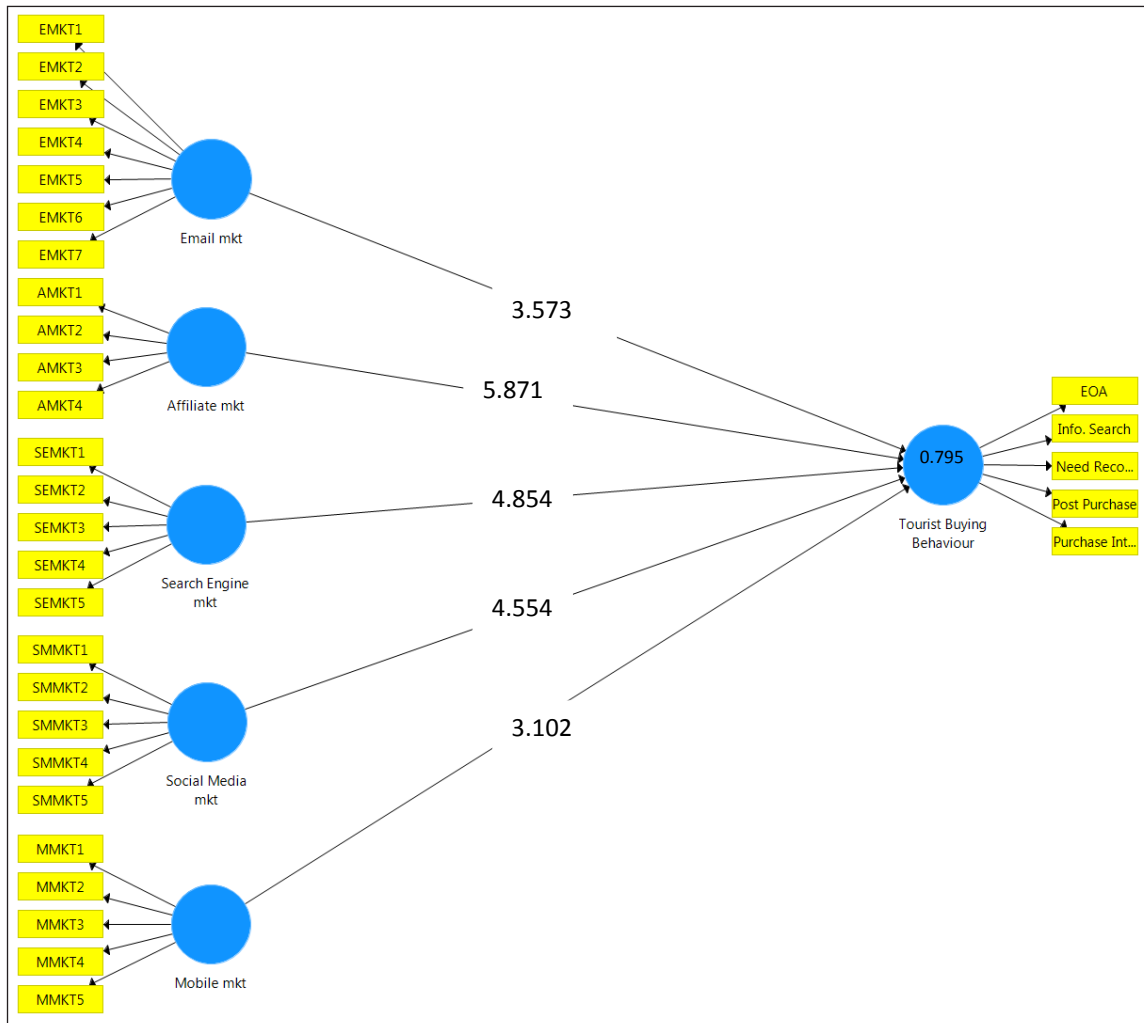 EMKT1
EMKT2
EMKT3
EMKT4
EMKT5
EMKT6
EMKT7
Email mkt
3.573
AMKT1
AMKT2
AMKT3
AMKT4
Affiliate mkt
5.871
SEMKT1
SEMKT2
SEMKT3
SEMKT4
SEMKT5
Search Engine
mkt
4.854
SMMKT1
SMMKT2
SMMKT3
SMMKT4
SMMKT5
Social Media
mkt
4.554
MMKT1
MMKT2
MMKT3
MMKT4
MMKT5
Mobile mkt
3.102
0.795
Tourist Buying
Behaviour
EOA
Info. Search
Need Reco...
Post Purchase
Purchase Int...